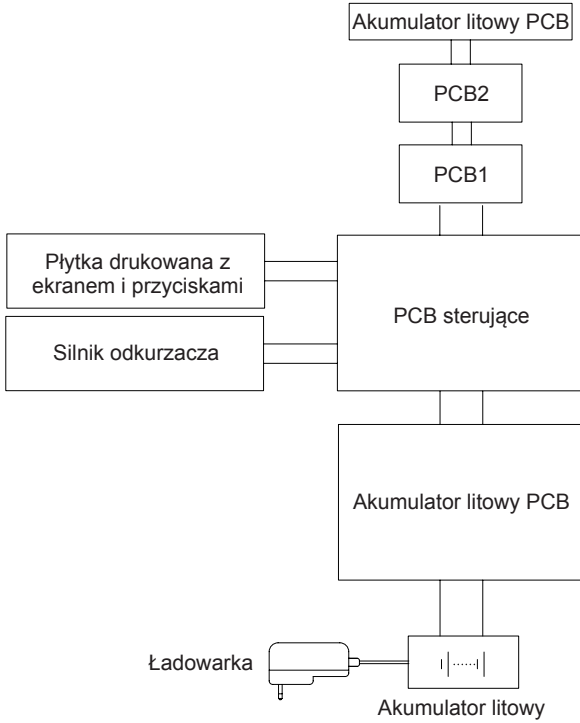 Akumulator litowy PCB
PCB2
PCB1
Płytka drukowana z
ekranem i przyciskami
PCB sterujące
Silnik odkurzacza
Akumulator litowy PCB
Ładowarka
Akumulator litowy